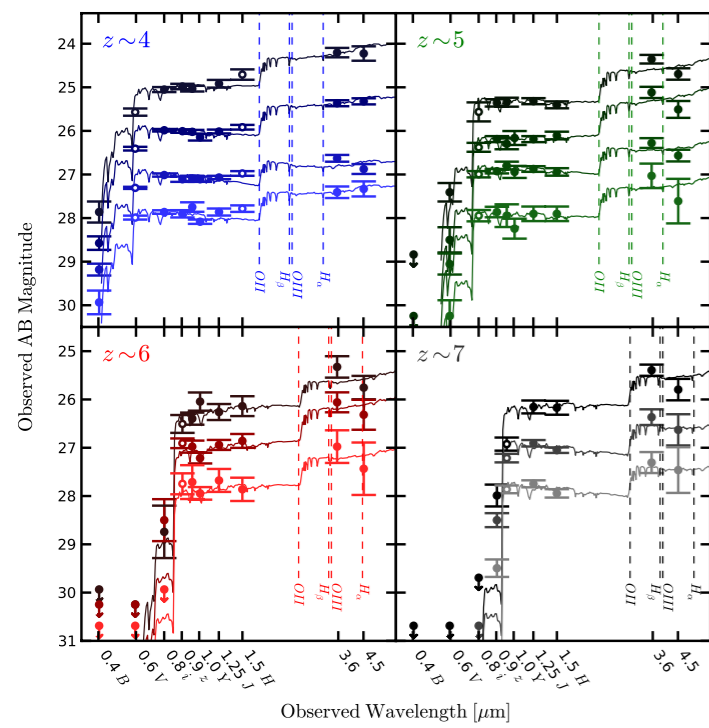 z∼4
z∼5
24
25
26
27
28
29
30
OII
Hβ
OIII
Hα
OII
Hβ
OIII
Hα
Observed AB Magnitude
z∼6
z∼7
25
26
27
28
29
30
31
OII
Hβ
OIII
Hα
OII
Hβ
OIII
Hα
0.4 B
0.6 V
0.8 i
0.9 z
1.0 Y
1.25 J
1.5 H
3.6
4.5
0.4 B
0.6 V
0.8 i
0.9 z
1.0 Y
1.25 J
1.5 H
3.6
4.5
Observed Wavelength [μm]